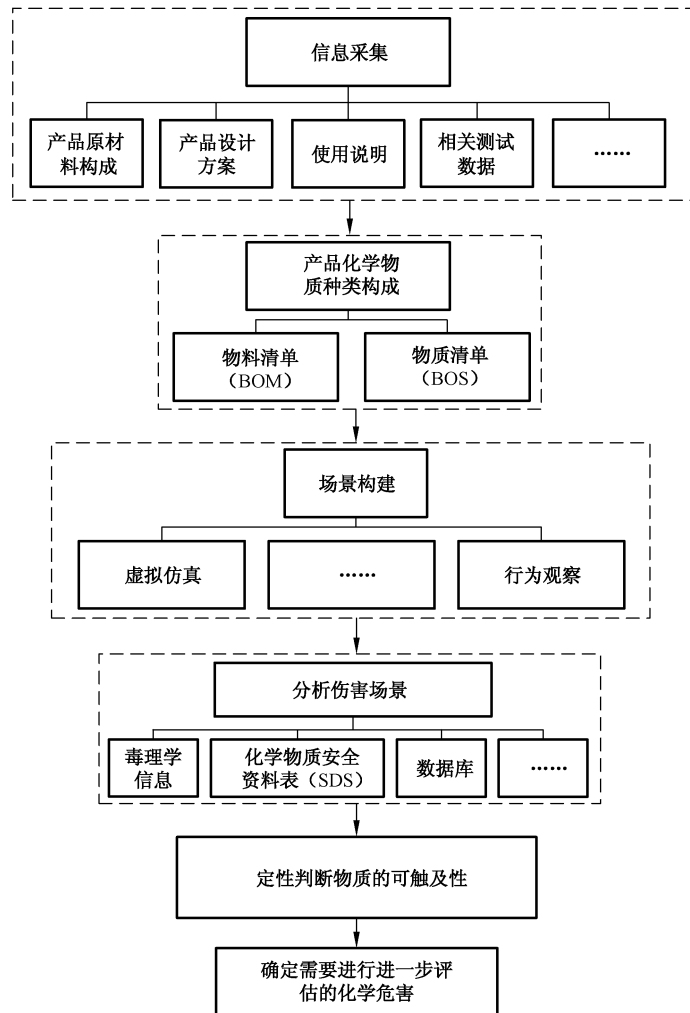 信息采集
产品原材
料构成
产品设计
方案
使用说明
相关测试
数据
……
产品化学物
质种类构成
物料清单
（BOM）
物质清单
（BOS）
场景构建
虚拟仿真
……
行为观察
分析伤害场景
毒理学
信息
化学物质安全
资料表（SDS）
数据库
……
定性判断物质的可触及性
确定需要进行进一步评
估的化学危害